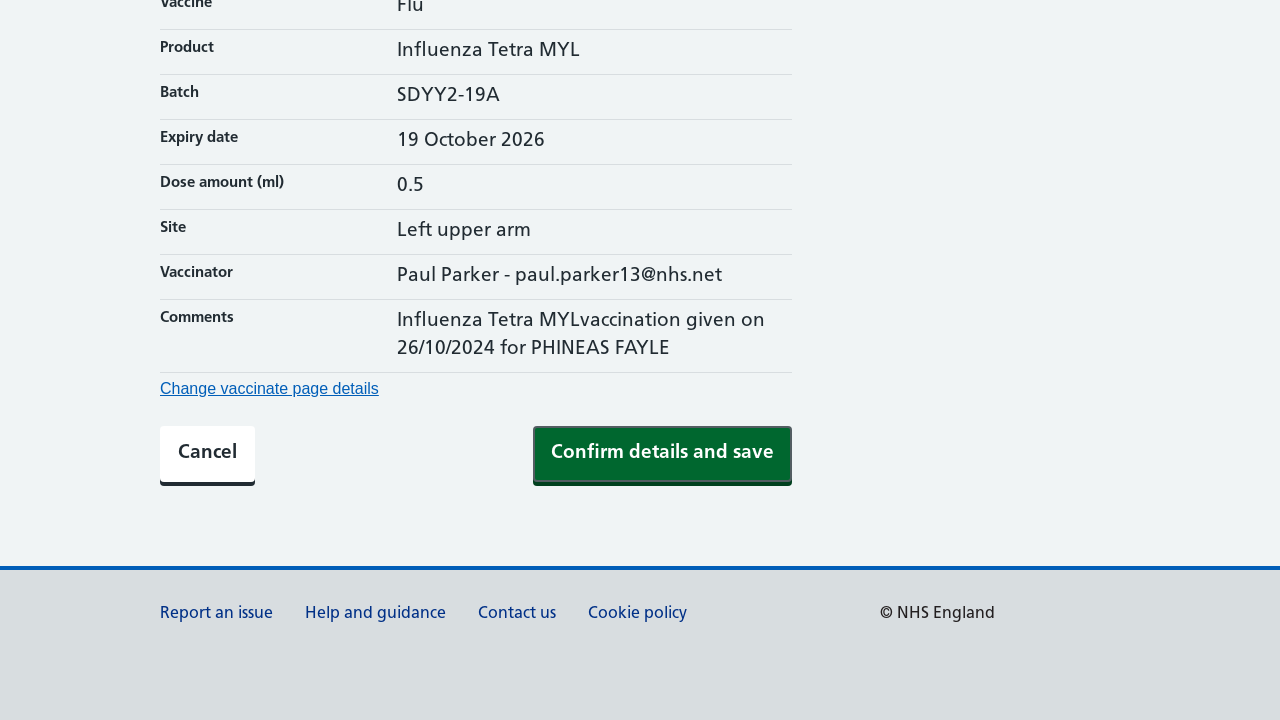 Vaccine Flu
Product Influenza Tetra MYL
Batch SDYY2-19A
Expiry date 19 October 2026
Dose amount (ml) 0.5
Site Left upper arm
Vaccinator Paul Parker - paul.parker13@nhs.net
Comments Influenza Tetra MYLvaccination given on
26/10/2024 for PHINEAS FAYLE
Change vaccinate page details
Cancel Confirm details and save
Report an issue Help and guidance Contact us Cookie policy © NHS England